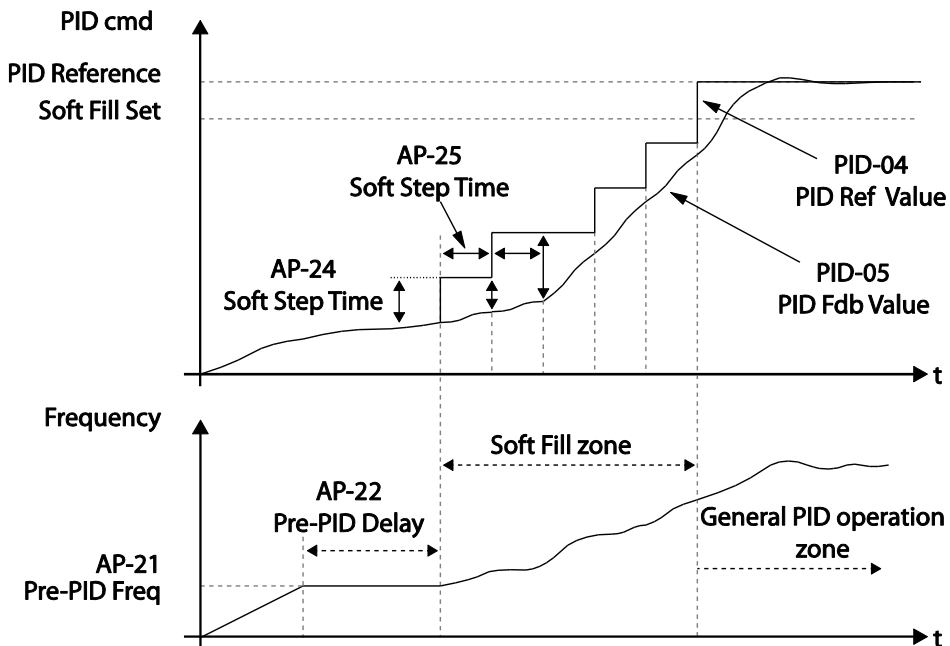 PID cmd
PID Reference
Soft Fill Set
AP-25
Soft Step Time
AP-24
Soft Step Time
PID-04
PID Ref Value
PID-05
PID Fdb Value
t
Frequency
Soft Fill zone
AP-22
Pre-PID Delay
General PID operation
zone
AP-21
Pre-PID Freq
t